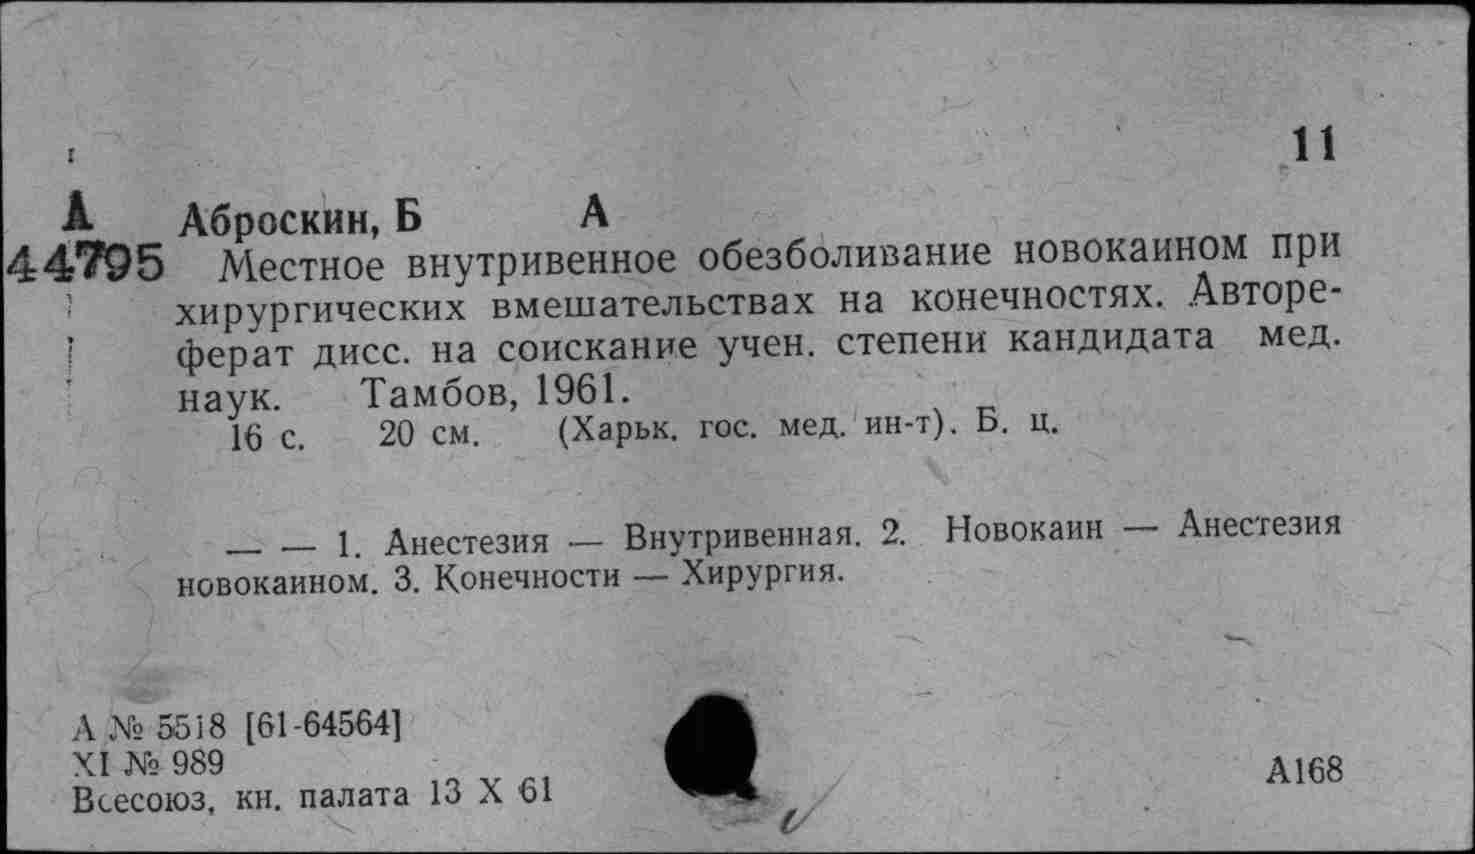 11
А Аброскин, Б А
44795 Местное внутривенное обезболивание новокаином при
хирургических вмешательствах на конечностях. Авторе-
ферат дисс. на соискание учен. степени кандидата мед.
наук. Тамбов, 1961.
16 с. 20 см. (Харьк. гос. мед. ин-т). Б. ц.
— — 1. Анестезия — Внутривенная. 2. Новокаин — Анестезия
новокаином. 3. Конечности — Хирургия.
А № 5518 [61-64564]
XI № 989
Всесоюз. кн. палата 13 X 61
А168